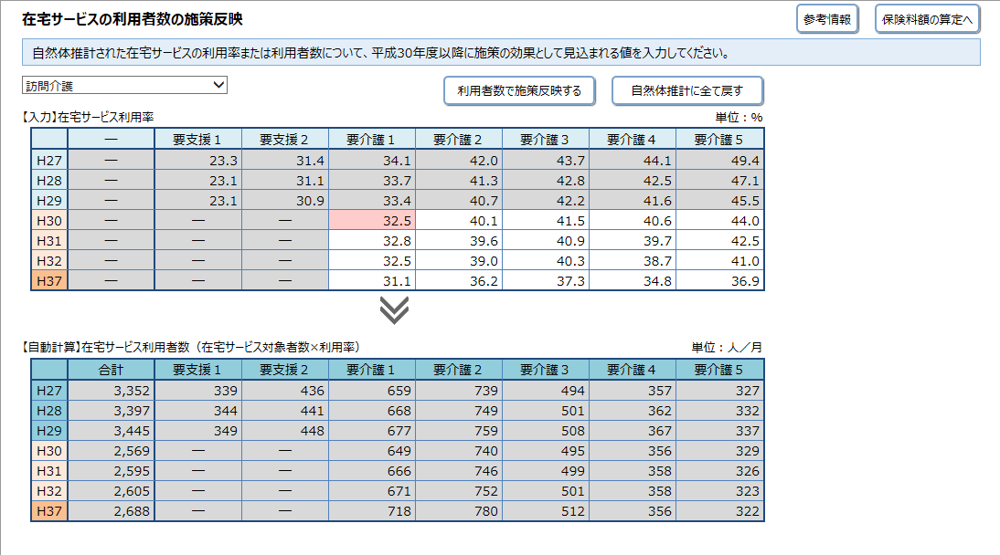 在宅サービスの利用者数の施策反映
参考情報
保険料額の算定へ
自然体推計された在宅サービスの利用率または利用者数について、平成30年度以降に施策の効果として見込まれる値を入力してください。
訪問介護
利用者数で施策反映する
自然体推計に全て戻す
【入力】在宅サービス利用率
単位：％
― 要支援１ 要支援２ 要介護１ 要介護２ 要介護３ 要介護４ 要介護５
H27 ― 23.3 31.4 34.1 42.0 43.7 44.1 49.4
H28 ― 23.1 31.1 33.7 41.3 42.8 42.5 47.1
H29 ― 23.1 30.9 33.4 40.7 42.2 41.6 45.5
H30 ― ― ― 32.5 40.1 41.5 40.6 44.0
H31 ― ― ― 32.8 39.6 40.9 39.7 42.5
H32 ― ― ― 32.5 39.0 40.3 38.7 41.0
H37 ― ― ― 31.1 36.2 37.3 34.8 36.9
【自動計算】在宅サービス利用者数（在宅サービス対象者数×利用率）
単位：人／月
合計 要支援１ 要支援２ 要介護１ 要介護２ 要介護３ 要介護４ 要介護５
H27 3,352 339 436 659 739 494 357 327
H28 3,397 344 441 668 749 501 362 332
H29 3,445 349 448 677 759 508 367 337
H30 2,569 ― ― 649 740 495 356 329
H31 2,595 ― ― 666 746 499 358 326
H32 2,605 ― ― 671 752 501 358 323
H37 2,688 ― ― 718 780 512 356 322